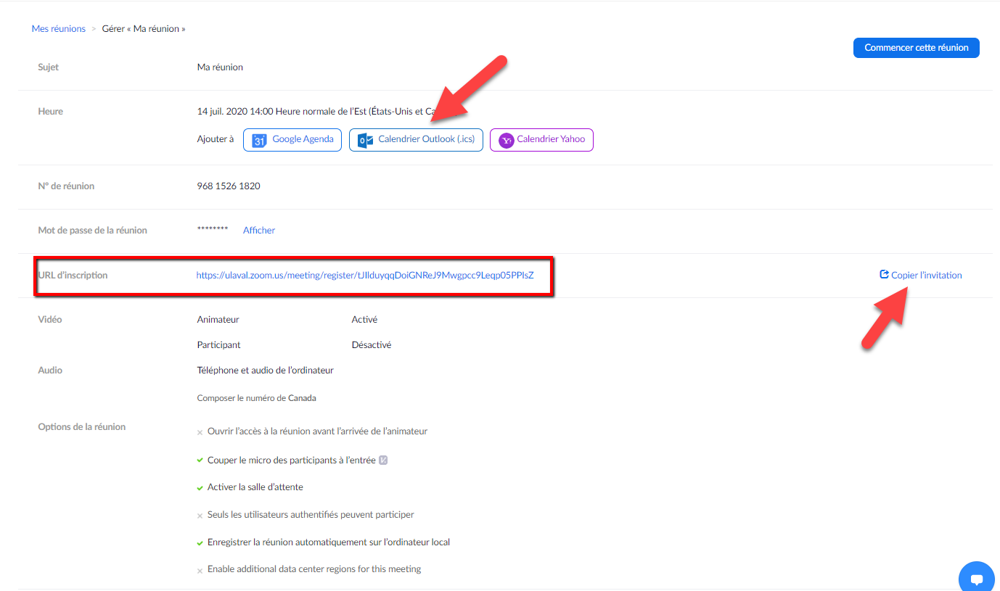 Mes réunions > Gérer « Ma réunion »
Commencer cette réunion
Sujet Ma réunion
Heure 14 juil. 2020 14:00 Heure normale de l'Est (États-Unis et Ca
Ajouter à 31 Google Agenda Calendrier Outlook (.ics) Calendrier Yahoo
N° de réunion 968 1526 1820
Mot de passe de la réunion ******** Afficher
URL d'inscription https://ulaval.zoom.us/meeting/register/tJIlduyqqDoiGNReJ9Mwgpcc9Leqp05PPIsZ Copier l'invitation
Vidéo Animateur Activé
Participant Désactivé
Audio Téléphone et audio de l'ordinateur
Composer le numéro de Canada
Options de la réunion
Ouvrir l'accès à la réunion avant l'arrivée de l'animateur
Couper le micro des participants à l'entrée
Activer la salle d'attente
Seuls les utilisateurs authentifiés peuvent participer
Enregistrer la réunion automatiquement sur l'ordinateur local
Enable additional data center regions for this meeting